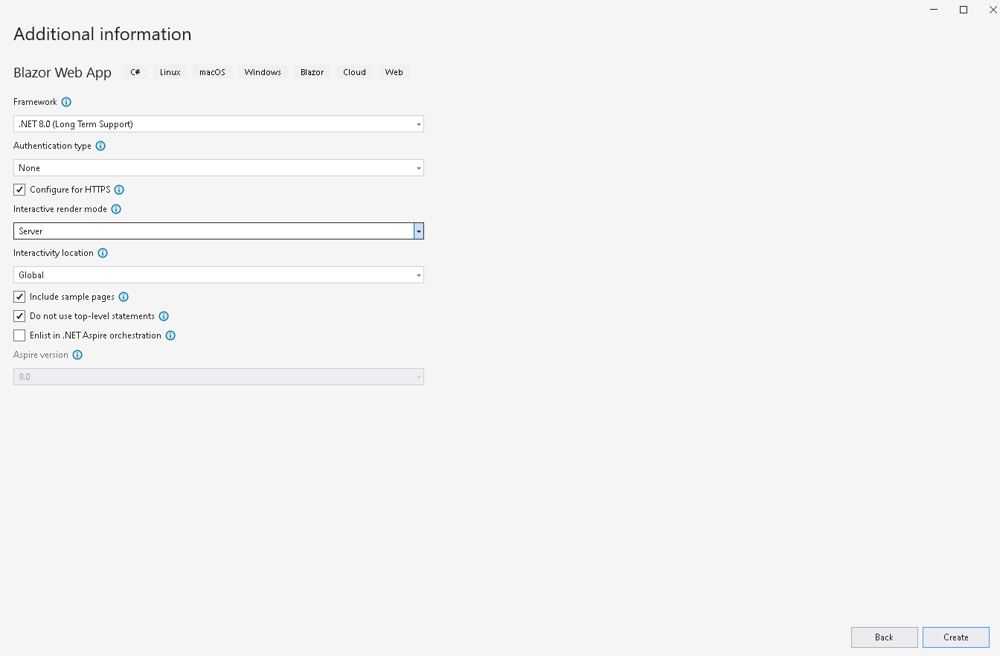 Additional information
Blazor Web App C# Linux macOS Windows Blazor Cloud Web
Framework
.NET 8.0 (Long Term Support)
Authentication type
None
Configure for HTTPS
Interactive render mode
Server
Interactivity location
Global
Include sample pages
Do not use top-level statements
Enlist in .NET Aspire orchestration
Aspire version
9.0
Back Create